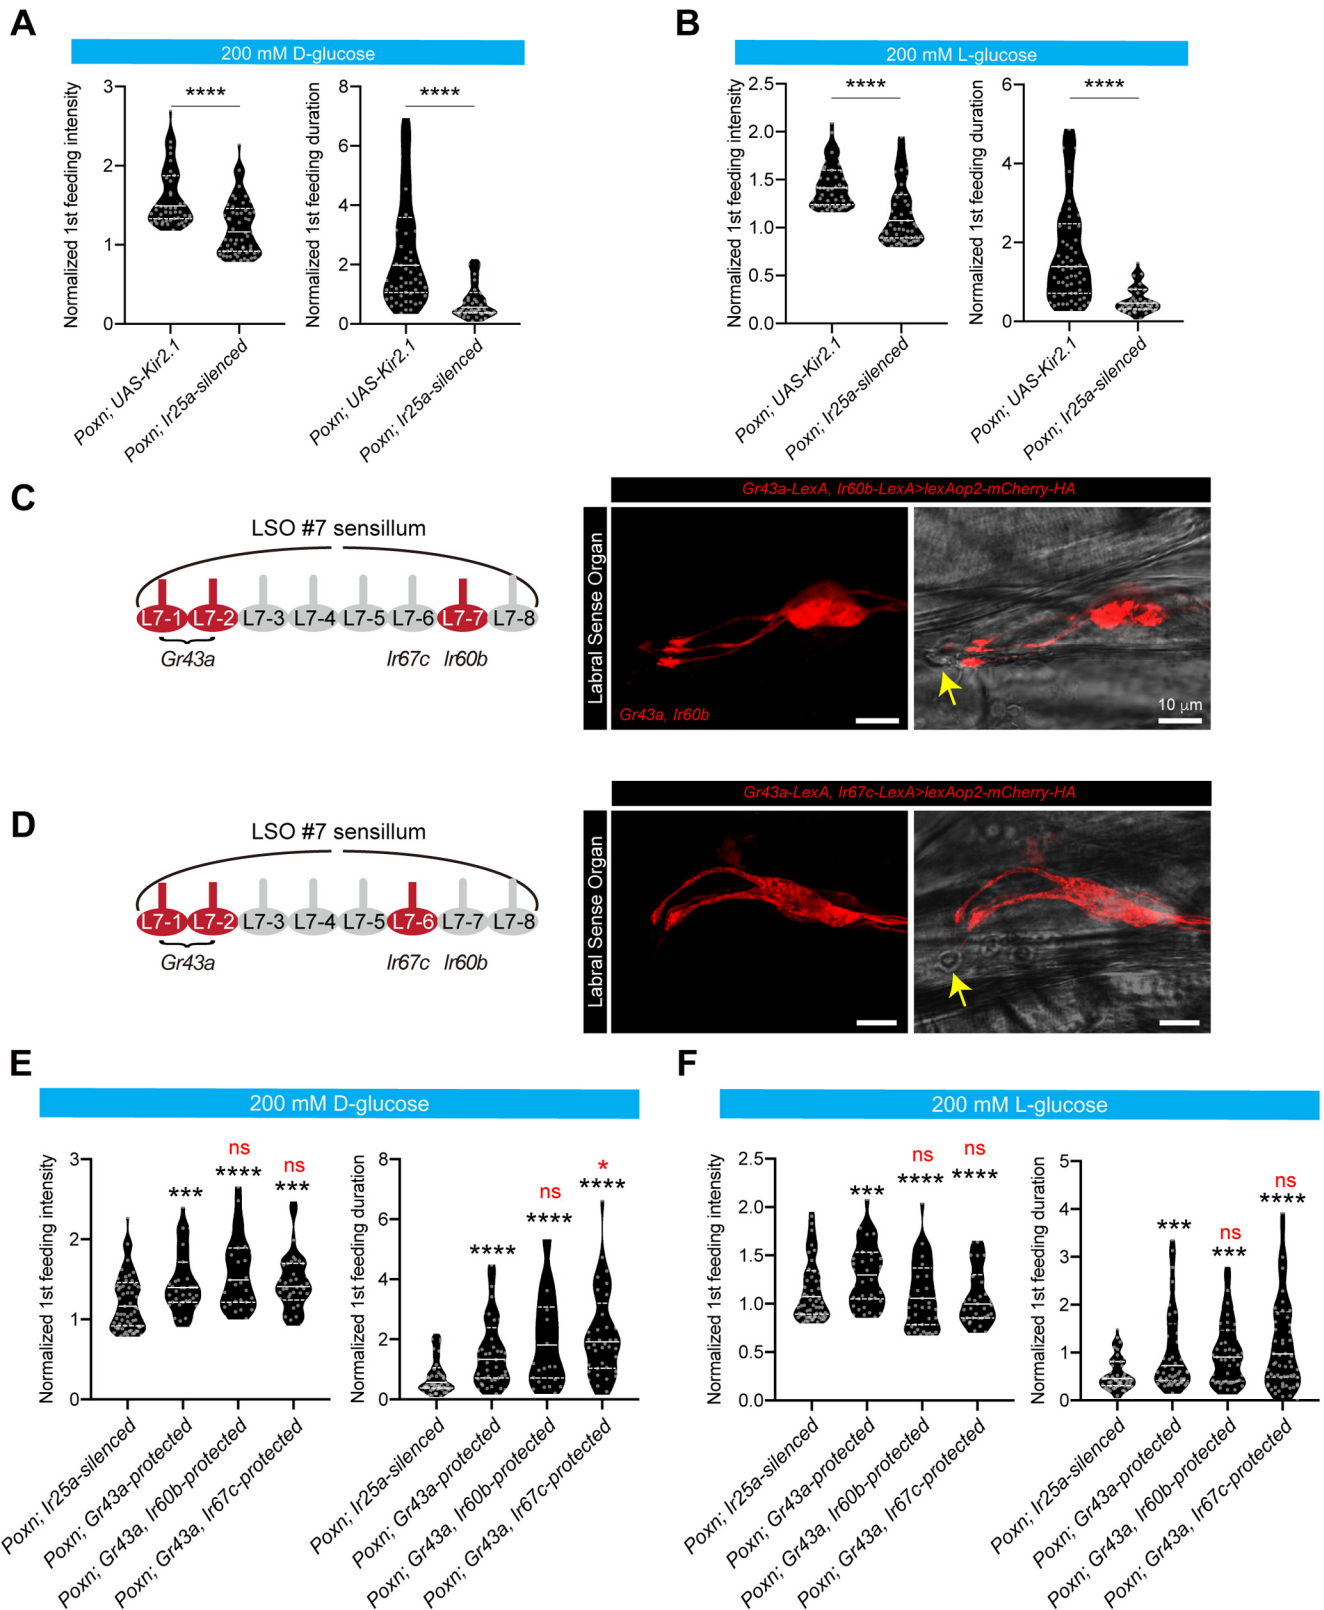 A
200 mM D-glucose
Normalized 1st feeding intensity
3
2
1
0
****
Poxn; UAS-Kir2.1
Poxn; Ir25a-silenced
Normalized 1st feeding duration
8
6
4
2
0
****
Poxn; UAS-Kir2.1
Poxn; Ir25a-silenced
B
200 mM L-glucose
Normalized 1st feeding intensity
2.5
2.0
1.5
1.0
0.5
0.0
****
Poxn; UAS-Kir2.1
Poxn; Ir25a-silenced
Normalized 1st feeding duration
6
4
2
0
****
Poxn; UAS-Kir2.1
Poxn; Ir25a-silenced
C
LSO #7 sensillum
L7-1 L7-2 L7-3 L7-4 L7-5 L7-6 L7-7 L7-8
Gr43a Ir67c Ir60b
Gr43a-LexA, Ir60b-LexA>lexAop2-mCherry-HA
Labral Sense Organ
Gr43a, Ir60b
10 μm
D
LSO #7 sensillum
L7-1 L7-2 L7-3 L7-4 L7-5 L7-6 L7-7 L7-8
Gr43a Ir67c Ir60b
Gr43a-LexA, Ir67c-LexA>lexAop2-mCherry-HA
Labral Sense Organ
E
200 mM D-glucose
Normalized 1st feeding intensity
3
2
1
0
ns ns
*** **** ***
Poxn; Ir25a-silenced
Poxn; Gr43a-protected
Poxn; Gr43a, Ir60b-protected
Poxn; Gr43a, Ir67c-protected
Normalized 1st feeding duration
8
6
4
2
0
ns *
**** **** ****
Poxn; Ir25a-silenced
Poxn; Gr43a-protected
Poxn; Gr43a, Ir60b-protected
Poxn; Gr43a, Ir67c-protected
F
200 mM L-glucose
Normalized 1st feeding intensity
2.5
2.0
1.5
1.0
0.5
0.0
ns ns
*** **** ****
Poxn; Ir25a-silenced
Poxn; Gr43a-protected
Poxn; Gr43a, Ir60b-protected
Poxn; Gr43a, Ir67c-protected
Normalized 1st feeding duration
5
4
3
2
1
0
ns ns
*** *** ****
Poxn; Ir25a-silenced
Poxn; Gr43a-protected
Poxn; Gr43a, Ir60b-protected
Poxn; Gr43a, Ir67c-protected